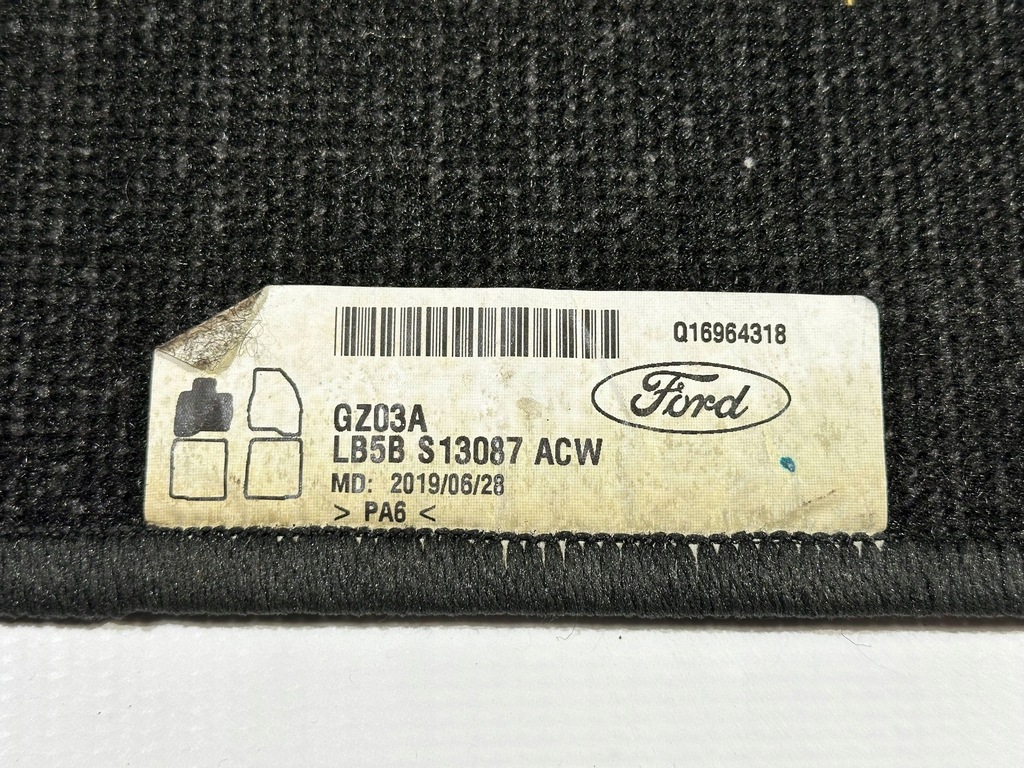 Q16964318
Ford
GZ03A
LB5B S13087 ACW
MD: 2019/06/28
> PA6 <